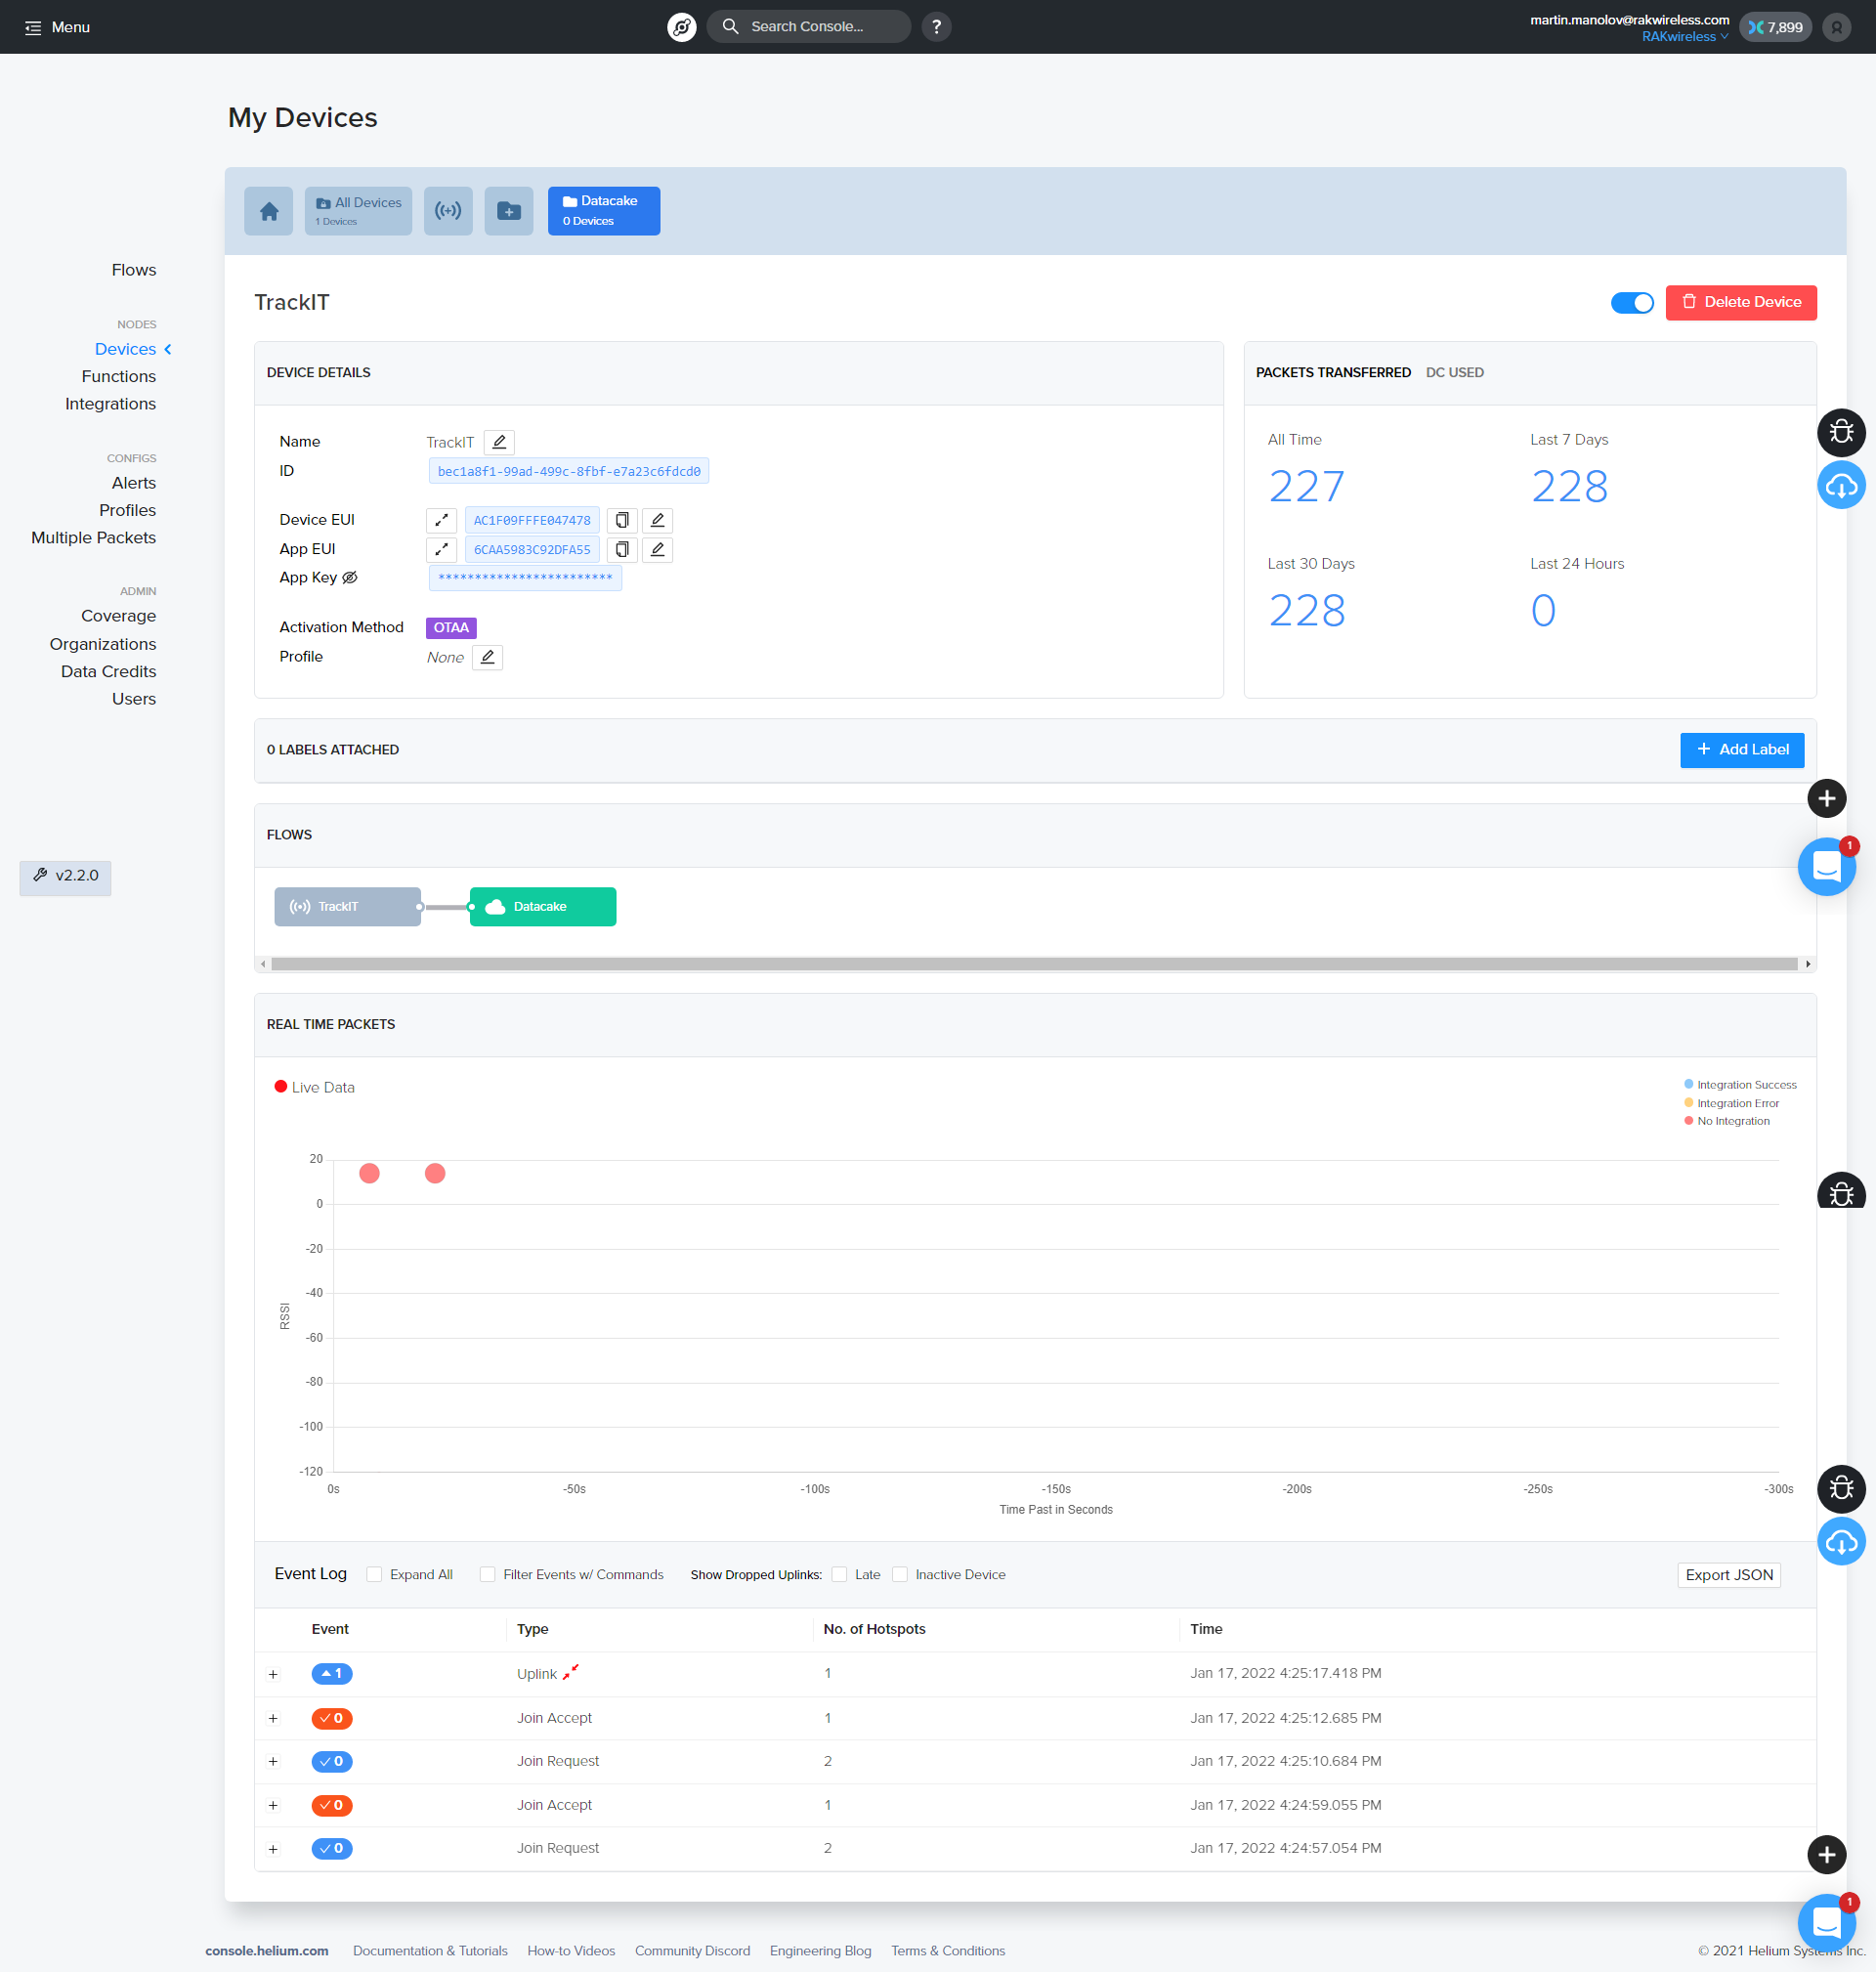 Menu
Search Console...
?
martin.manolov@rakwireless.com
RAKwireless
7,899
My Devices
All Devices
1 Devices
Datacake
0 Devices
Flows
NODES
Devices
Functions
Integrations
CONFIGS
Alerts
Profiles
Multiple Packets
ADMIN
Coverage
Organizations
Data Credits
Users
v2.2.0
TrackIT
Delete Device
DEVICE DETAILS
Name TrackIT
ID bec1a8f1-99ad-499c-8fbf-e7a23c6fdcd0
Device EUI AC1F09FFFE047478
App EUI 6CAA5983C92DFA55
App Key ************************
Activation Method OTAA
Profile None
PACKETS TRANSFERRED DC USED
All Time Last 7 Days
227 228
Last 30 Days Last 24 Hours
228 0
0 LABELS ATTACHED
+ Add Label
FLOWS
1
TrackIT Datacake
REAL TIME PACKETS
Live Data
Integration Success
Integration Error
No Integration
20
0
-20
-40
-60
-80
-100
-120
RSSI
0s -50s -100s -150s -200s -250s -300s
Time Past in Seconds
Event Log Expand All Filter Events w/ Commands Show Dropped Uplinks: Late Inactive Device Export JSON
Event Type No. of Hotspots Time
+ 1 Uplink 1 Jan 17, 2022 4:25:17.418 PM
+ 0 Join Accept 1 Jan 17, 2022 4:25:12.685 PM
+ 0 Join Request 2 Jan 17, 2022 4:25:10.684 PM
+ 0 Join Accept 1 Jan 17, 2022 4:24:59.055 PM
+ 0 Join Request 2 Jan 17, 2022 4:24:57.054 PM
1
console.helium.com Documentation & Tutorials How-to Videos Community Discord Engineering Blog Terms & Conditions © 2021 Helium Systems Inc.